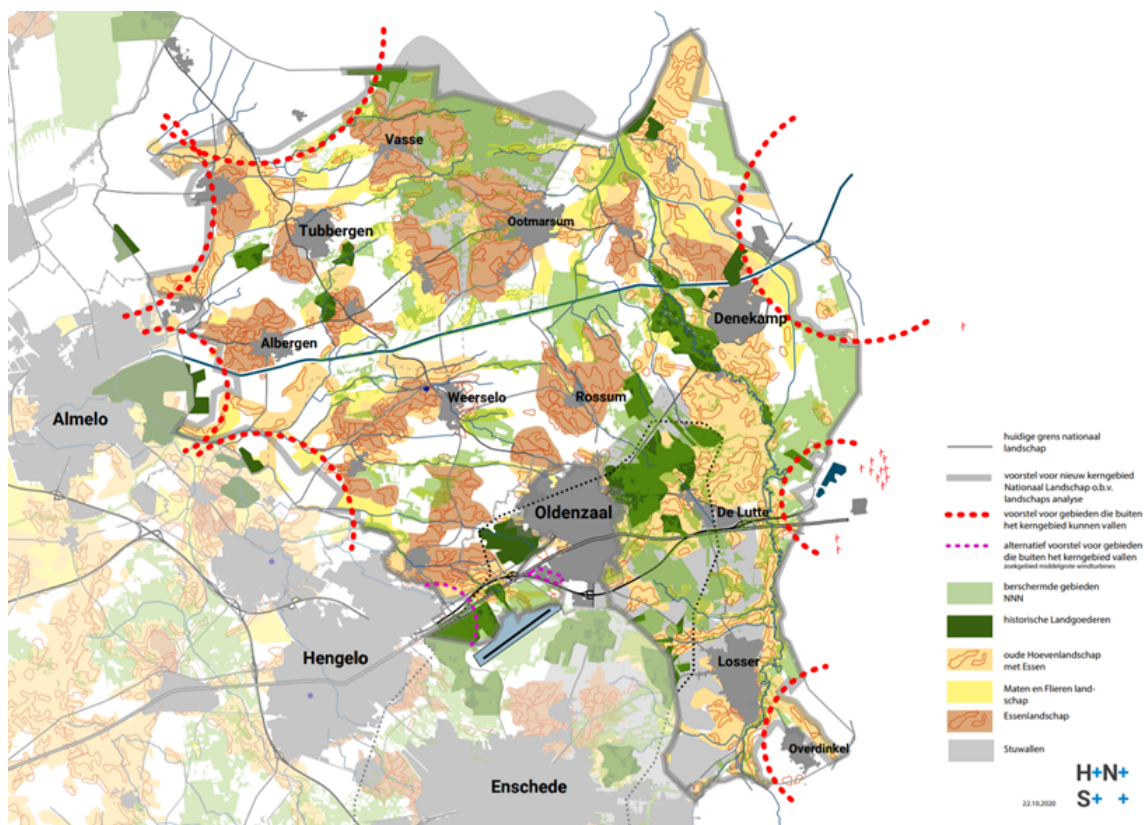 Vasse
Ootmarsum
Tubbergen
Denekamp
Albergen
Weerselo
Rossum
Almelo
Oldenzaal
De Lutte
Hengelo
Losser
Overdinkel
Enschede
huidige grens nationaal
landschap
voorstel voor nieuw kerngebied
Nationaal Landschap o.b.v.
landschaps analyse
voorstel voor gebieden die buiten
het kerngebied kunnen vallen
alternatief voorstel voor gebieden
die buiten het kerngebied vallen
zoekgebied middelgrote windturbines
berschermde gebieden
NNN
historische Landgoederen
oude Hoevenlandschap
met Essen
Maten en Flieren land-
schap
Essenlandschap
Stuwallen
22.10.2020
H+N+
S+ +